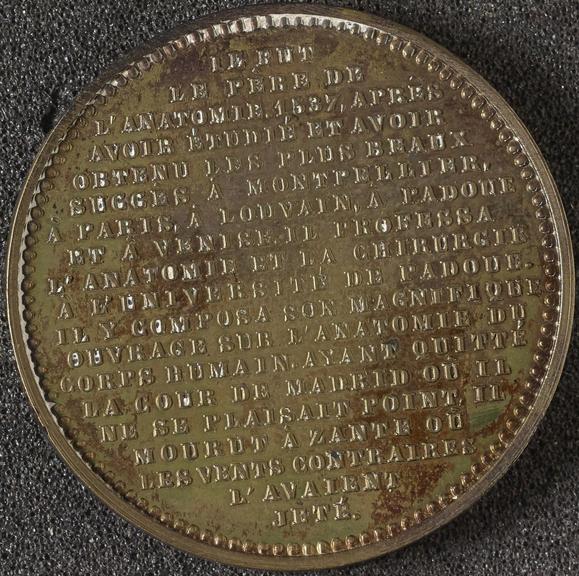 IL FUT
LE PÈRE DE
L'ANATOMIE, 1537, APRÈS
AVOIR ÉTUDIÉ ET AVOIR
OBTENU LES PLUS BEAUX
SUCCÈS À MONTPELLIER,
À PARIS, À LOUVAIN, À PADOUE
ET À VENISE. IL PROFESSA
L'ANATOMIE ET LA CHIRURGIE
À L'UNIVERSITÉ DE PADOUE.
IL Y COMPOSA SON MAGNIFIQUE
OUVRAGE SUR L'ANATOMIE DU
CORPS HUMAIN. AYANT QUITTÉ
LA COUR DE MADRID OÙ IL
NE SE PLAISAIT POINT IL
MOURUT À ZANTE OÙ
LES VENTS CONTRAIRES
L'AVAIENT
JETÉ.